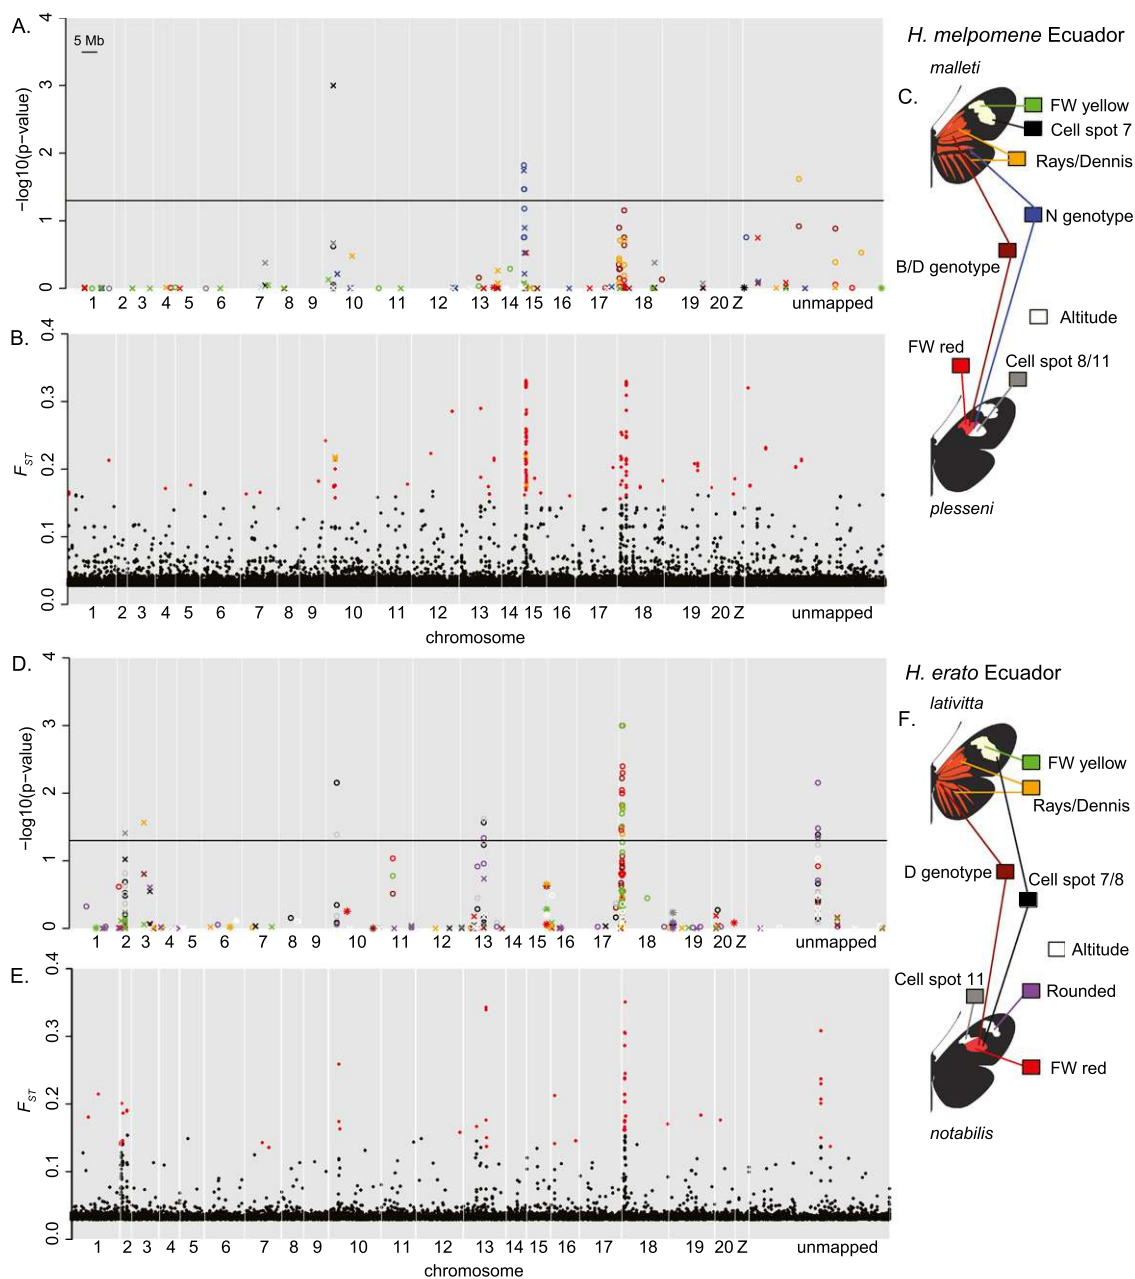 A.
4
3
2
1
0
−log10(p−value)
5 Mb
1 2 3 4 5 6 7 8 9 10 11 12 13 14 15 16 17 18 19 20 Z unmapped
B.
0.4
0.3
0.2
0.1
0.0
FST
1 2 3 4 5 6 7 8 9 10 11 12 13 14 15 16 17 18 19 20 Z unmapped
chromosome
H. melpomene Ecuador
malleti
C.
FW yellow
Cell spot 7
Rays/Dennis
N genotype
B/D genotype
Altitude
FW red
Cell spot 8/11
plesseni
D.
4
3
2
1
0
−log10(p−value)
1 2 3 4 5 6 7 8 9 10 11 12 13 14 15 16 17 18 19 20 Z unmapped
E.
0.4
0.3
0.2
0.1
0.0
FST
1 2 3 4 5 6 7 8 9 10 11 12 13 14 15 16 17 18 19 20 Z unmapped
chromosome
H. erato Ecuador
lativitta
F.
FW yellow
Rays/Dennis
D genotype
Cell spot 7/8
Altitude
Cell spot 11
Rounded
FW red
notabilis